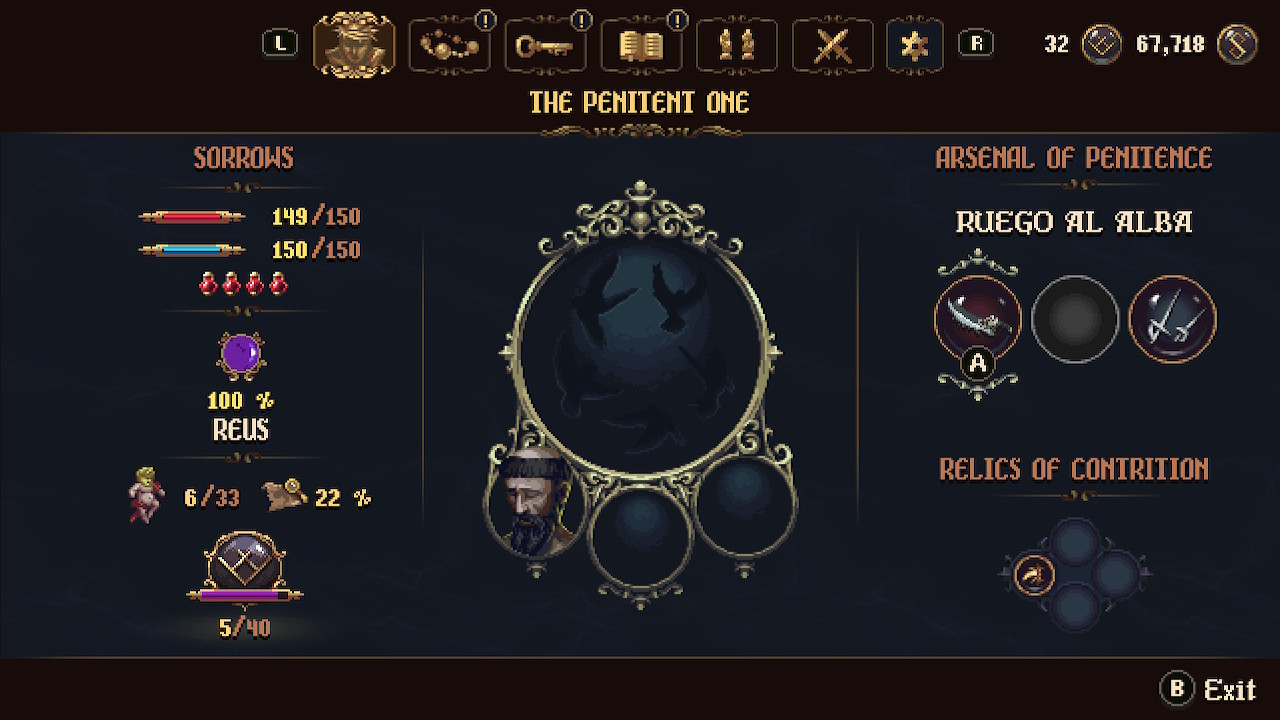 L ! ! ! R 32 67,718
THE PENITENT ONE
SORROWS
149/150
150/150
100 %
REUS
6/33 22 %
5/40
ARSENAL OF PENITENCE
RUEGO AL ALBA
A
RELICS OF CONTRITION
B Exit